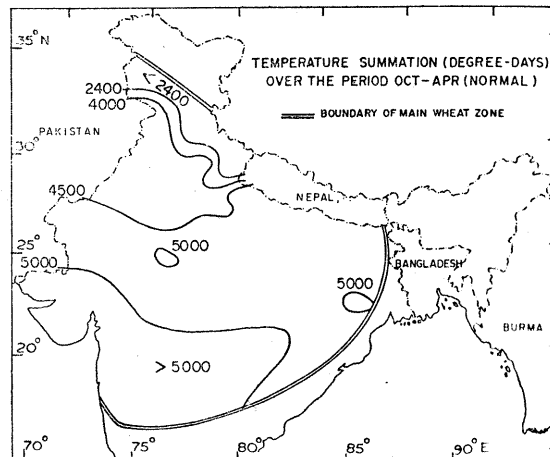 35°N
TEMPERATURE SUMMATION (DEGREE-DAYS)
OVER THE PERIOD OCT-APR (NORMAL)
< 2400
2400
4000
BOUNDARY OF MAIN WHEAT ZONE
PAKISTAN
30°
NEPAL
4500
25°
5000
5000
BANGLADESH
5000
BURMA
20°
> 5000
70° 75° 80° 85° 90°E